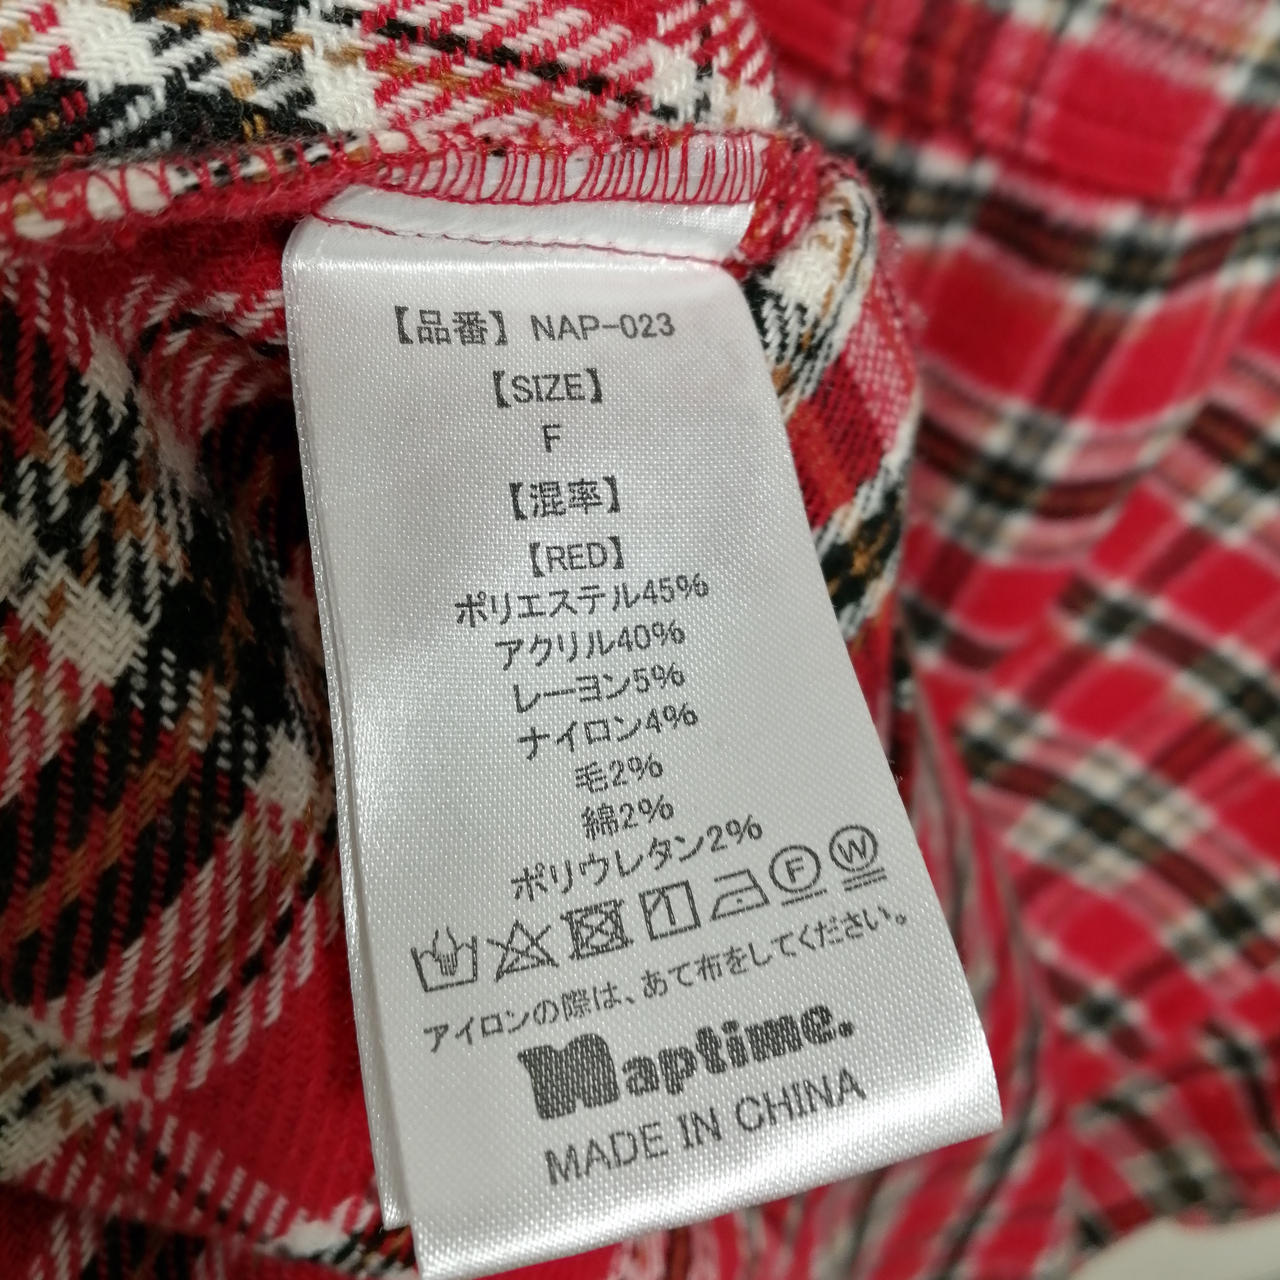 【品番】 NAP-023
【SIZE】
F
【混率】
【RED】
ポリエステル45%
アクリル40%
レーヨン5%
ナイロン4%
毛2%
綿2%
ポリウレタン2%
F W
アイロンの際は、あて布をしてください。
Naptime.
MADE IN CHINA